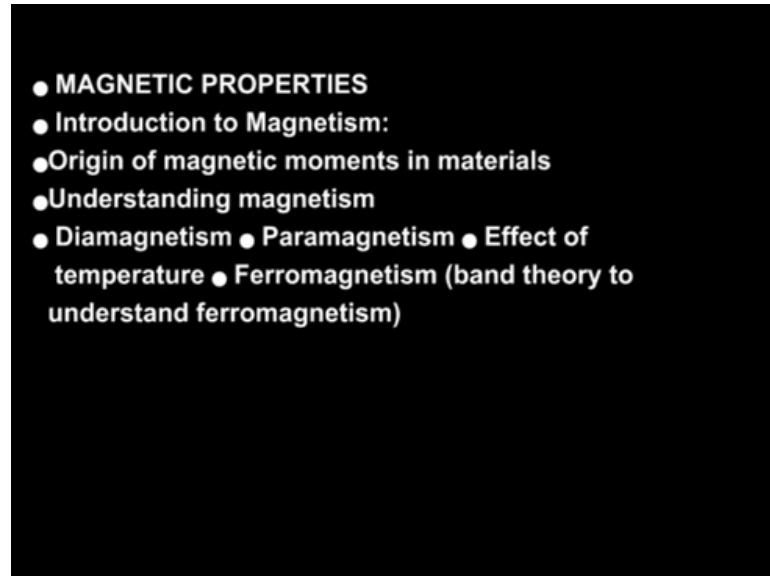 ● MAGNETIC PROPERTIES
● Introduction to Magnetism:
●Origin of magnetic moments in materials
●Understanding magnetism
● Diamagnetism ● Paramagnetism ● Effect of
temperature ● Ferromagnetism (band theory to
understand ferromagnetism)